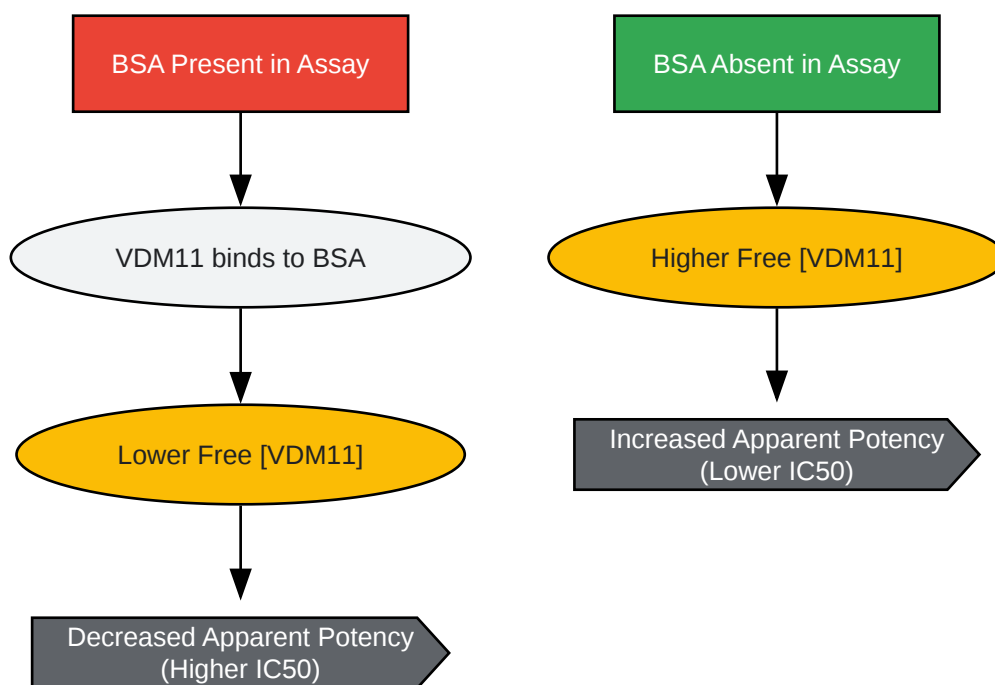 BSA Present in Assay
VDM11 binds to BSA
Lower Free [VDM11]
Decreased Apparent Potency
(Higher IC50)
BSA Absent in Assay
Higher Free [VDM11]
Increased Apparent Potency
(Lower IC50)